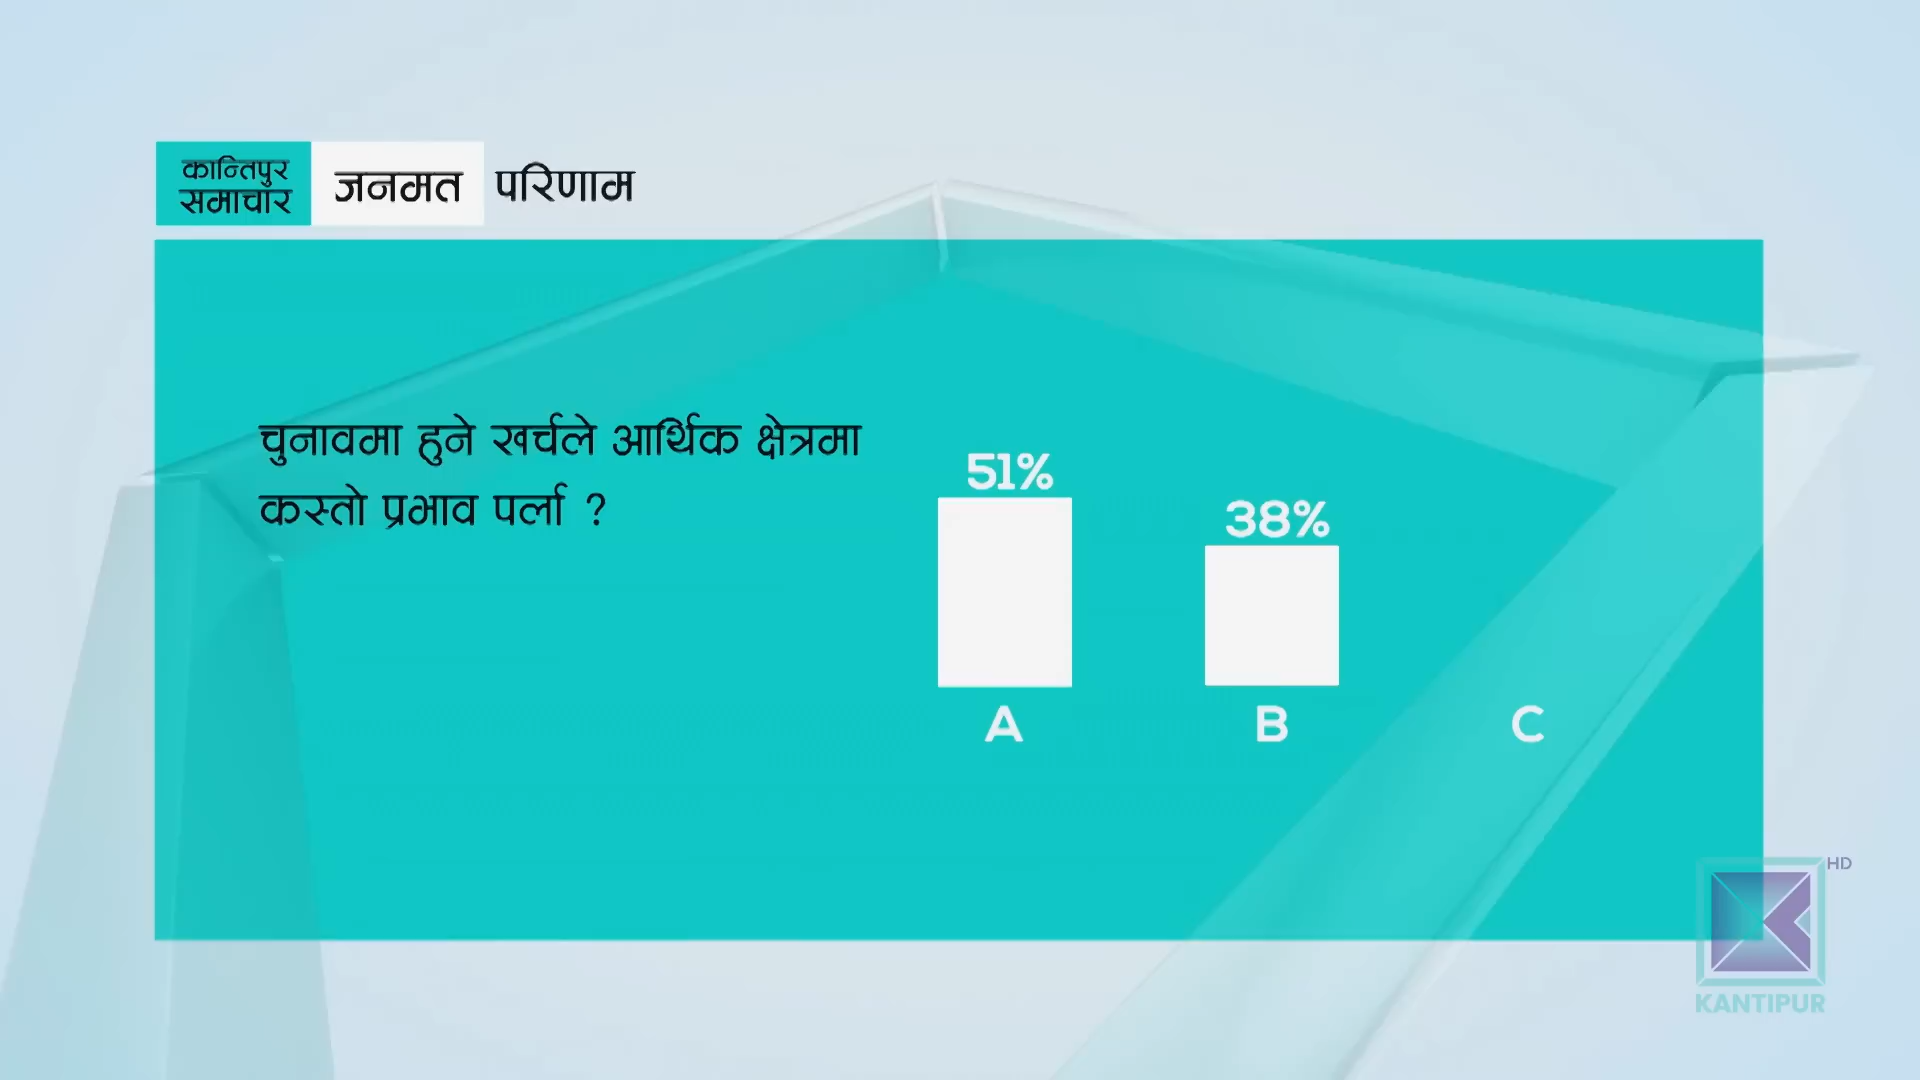 कान्तिपुर
समाचार
जनमत परिणाम
चुनावमा हुने खर्चले आर्थिक क्षेत्रमा
कस्तो प्रभाव पर्ला ?
51%
38%
A B C
HD
KANTIPUR